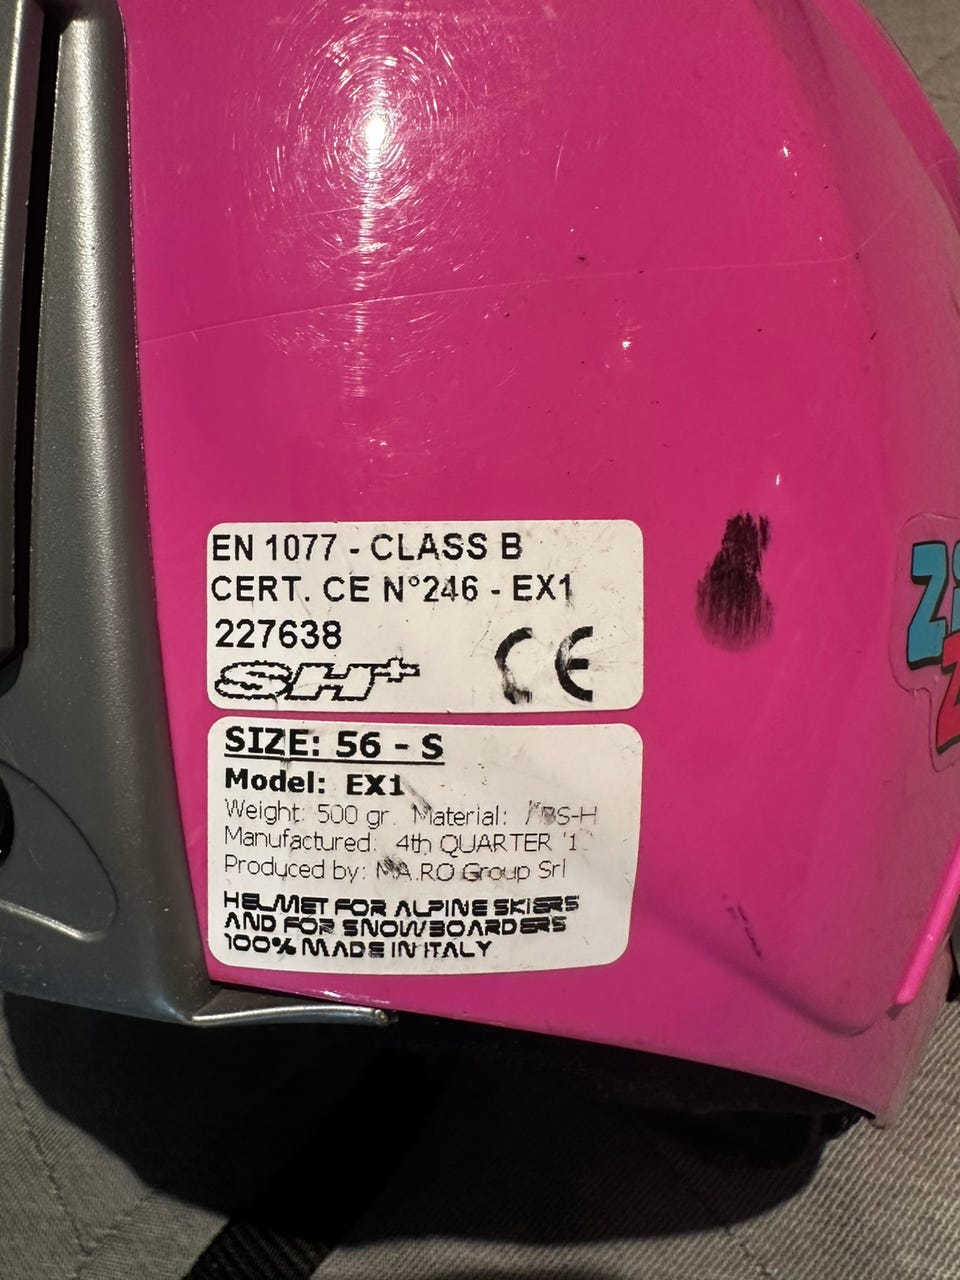 EN 1077 - CLASS B
CERT. CE N°246 - EX1
227638
SH+ CE
SIZE: 56 - S
Model: EX1
Weight: 500 gr. Material:
Manufactured: 4th QUARTER
Produced by: MA.RO Group Srl
HELMET FOR ALPINE SKIERS
AND FOR SNOWBOARDERS
100% MADE IN ITALY